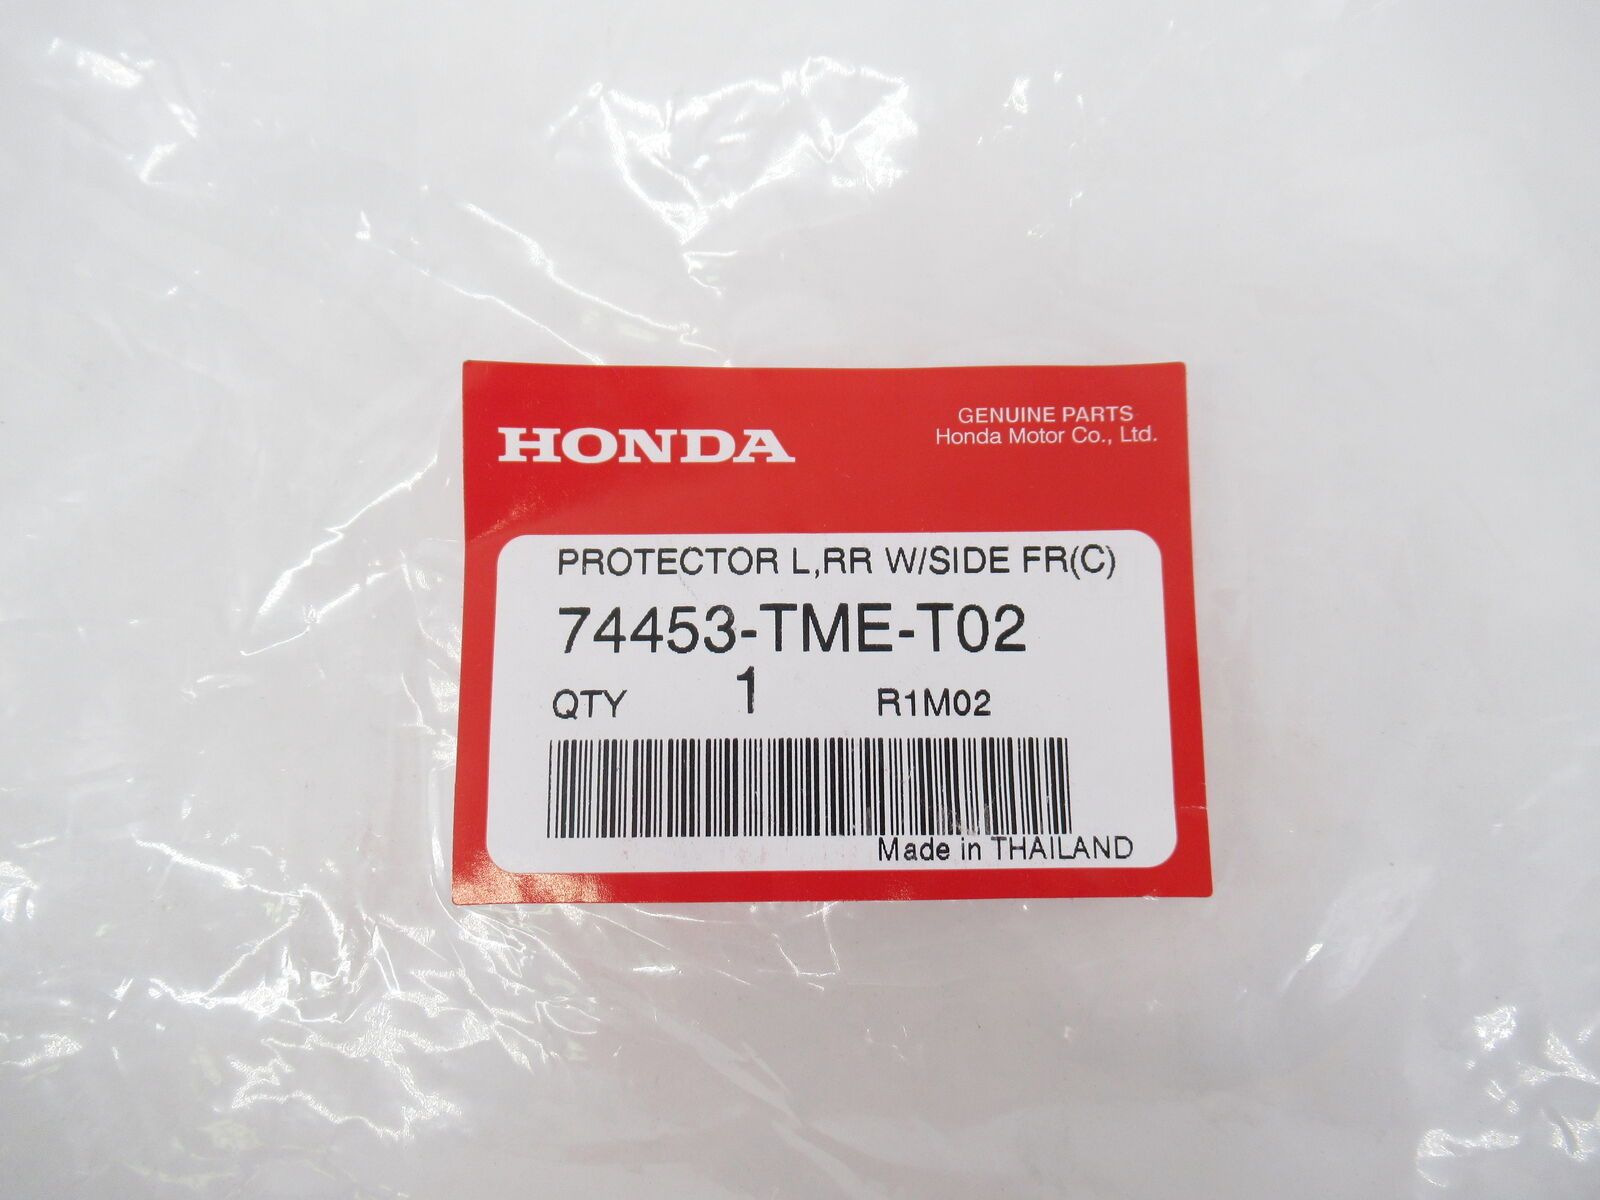 HONDA
GENUINE PARTS
Honda Motor Co., Ltd.
PROTECTOR L,RR W/SIDE FR(C)
74453-TME-T02
QTY 1 R1M02
Made in THAILAND